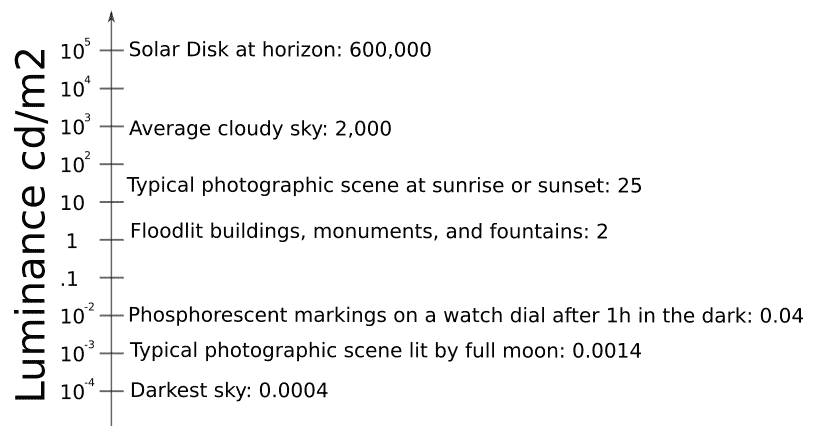 Luminance cd/m2
10^5 Solar Disk at horizon: 600,000
10^4
10^3 Average cloudy sky: 2,000
10^2
Typical photographic scene at sunrise or sunset: 25
10
Floodlit buildings, monuments, and fountains: 2
1
.1
10^-2 Phosphorescent markings on a watch dial after 1h in the dark: 0.04
10^-3 Typical photographic scene lit by full moon: 0.0014
10^-4 Darkest sky: 0.0004